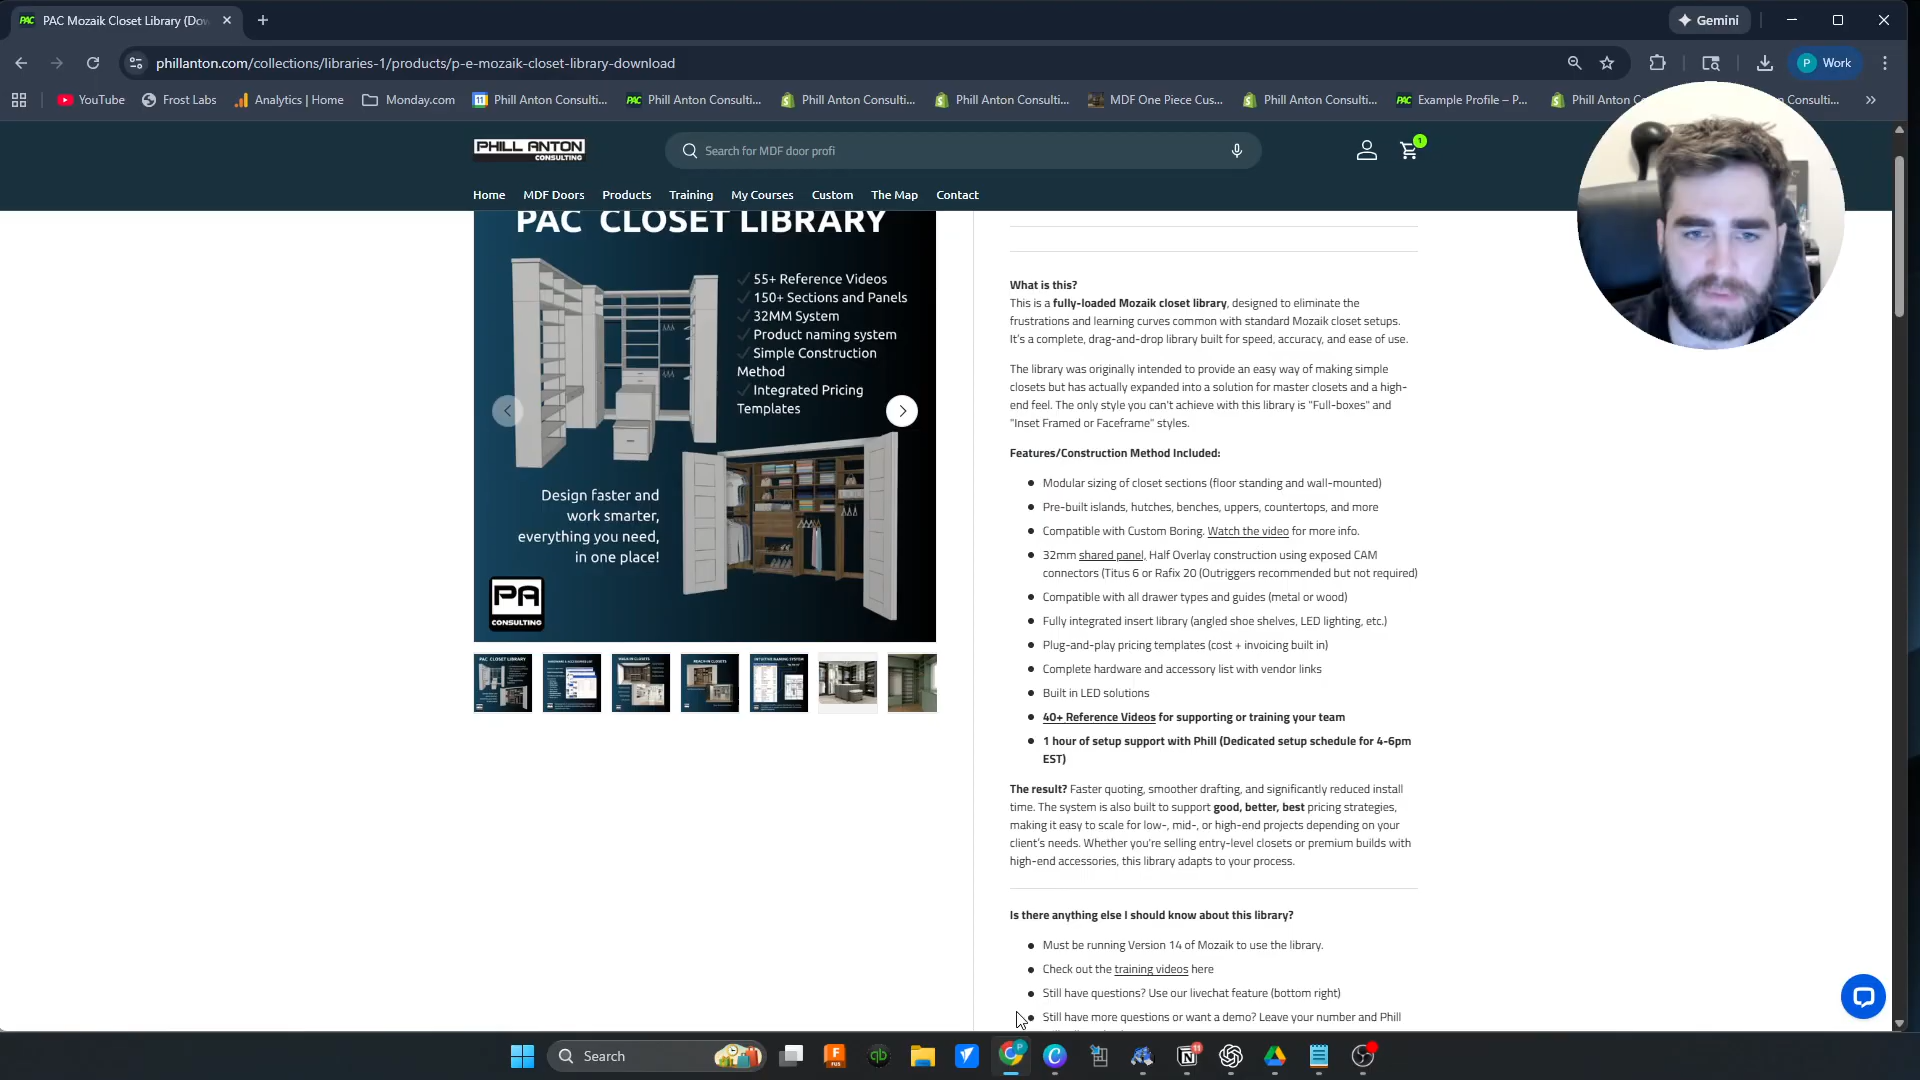 PAC Mozaik Closet Library (Dow
Gemini
phillanton.com/collections/libraries-1/products/p-e-mozaik-closet-library-download
P Work
YouTube
Frost Labs
Analytics | Home
Monday.com
Phill Anton Consulti...
Phill Anton Consulti...
Phill Anton Consulti...
Phill Anton Consulti...
MDF One Piece Cus...
Phill Anton Consulti...
Example Profile – P...
Phill Anton Co
n Consulti...
PHILL ANTON
CONSULTING
Search for MDF door profi
1
Home
MDF Doors
Products
Training
My Courses
Custom
The Map
Contact
PAC CLOSET LIBRARY
55+ Reference Videos
150+ Sections and Panels
32MM System
Product naming system
Simple Construction
Method
Integrated Pricing
Templates
Design faster and
work smarter,
everything you need,
in one place!
PA
CONSULTING
What is this?
This is a fully-loaded Mozaik closet library, designed to eliminate the
frustrations and learning curves common with standard Mozaik closet setups.
It's a complete, drag-and-drop library built for speed, accuracy, and ease of use.
The library was originally intended to provide an easy way of making simple
closets but has actually expanded into a solution for master closets and a high-
end feel. The only style you can't achieve with this library is "Full-boxes" and
"Inset Framed or Faceframe" styles.
Features/Construction Method Included:
Modular sizing of closet sections (floor standing and wall-mounted)
Pre-built islands, hutches, benches, uppers, countertops, and more
Compatible with Custom Boring. Watch the video for more info.
32mm shared panel, Half Overlay construction using exposed CAM
connectors (Titus 6 or Rafix 20 (Outriggers recommended but not required)
Compatible with all drawer types and guides (metal or wood)
Fully integrated insert library (angled shoe shelves, LED lighting, etc.)
Plug-and-play pricing templates (cost + invoicing built in)
Complete hardware and accessory list with vendor links
Built in LED solutions
40+ Reference Videos for supporting or training your team
1 hour of setup support with Phill (Dedicated setup schedule for 4-6pm
EST)
The result? Faster quoting, smoother drafting, and significantly reduced install
time. The system is also built to support good, better, best pricing strategies,
making it easy to scale for low-, mid-, or high-end projects depending on your
client's needs. Whether you're selling entry-level closets or premium builds with
high-end accessories, this library adapts to your process.
Is there anything else I should know about this library?
Must be running Version 14 of Mozaik to use the library.
Check out the training videos here
Still have questions? Use our livechat feature (bottom right)
Still have more questions or want a demo? Leave your number and Phill
Search